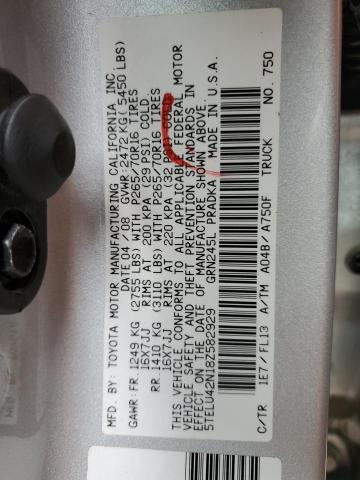 MFD. BY: TOYOTA MOTOR MANUFACTURING CALIFORNIA, INC.
DATE 04 / 08 GVWR: 2472 KG( 5450 LBS)
GAWR: FR. 1249 KG (2755 LBS) WITH P265/70R16 TIRES
16X7JJ RIMS AT 200 KPA (29 PSI) COLD.
RR. 1410 KG (3110 LBS) WITH P265/70R16 TIRES
16X7JJ RIMS AT 220 KPA (32 PSI) COLD.
THIS VEHICLE CONFORMS TO ALL APPLICABLE FEDERAL MOTOR
VEHICLE SAFETY AND THEFT PREVENTION STANDARDS IN
EFFECT ON THE DATE OF MANUFACTURE SHOWN ABOVE.
5TELU42N18Z582929 GRN245L PRADKA MADE IN U.S.A.
C/TR 1E7/FL13 A/TM A04B/A750F TRUCK NO. 750